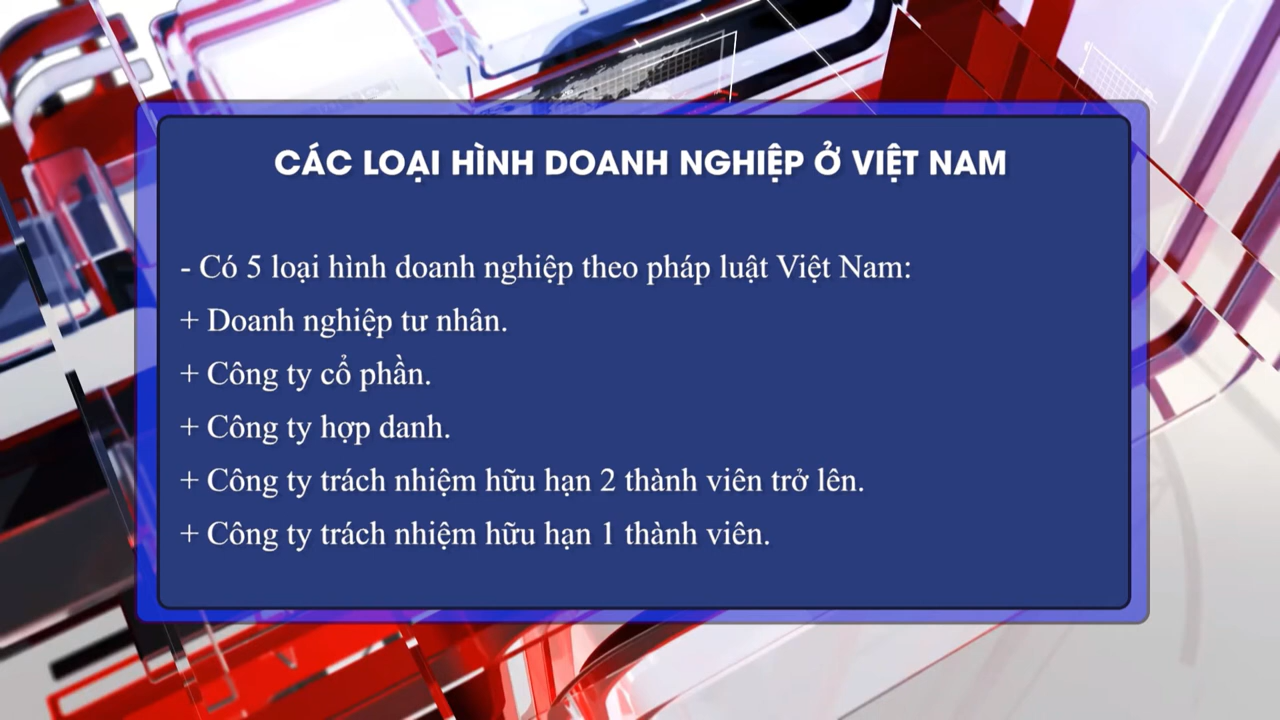 CÁC LOẠI HÌNH DOANH NGHIỆP Ở VIỆT NAM
- Có 5 loại hình doanh nghiệp theo pháp luật Việt Nam:
+ Doanh nghiệp tư nhân.
+ Công ty cổ phần.
+ Công ty hợp danh.
+ Công ty trách nhiệm hữu hạn 2 thành viên trở lên.
+ Công ty trách nhiệm hữu hạn 1 thành viên.